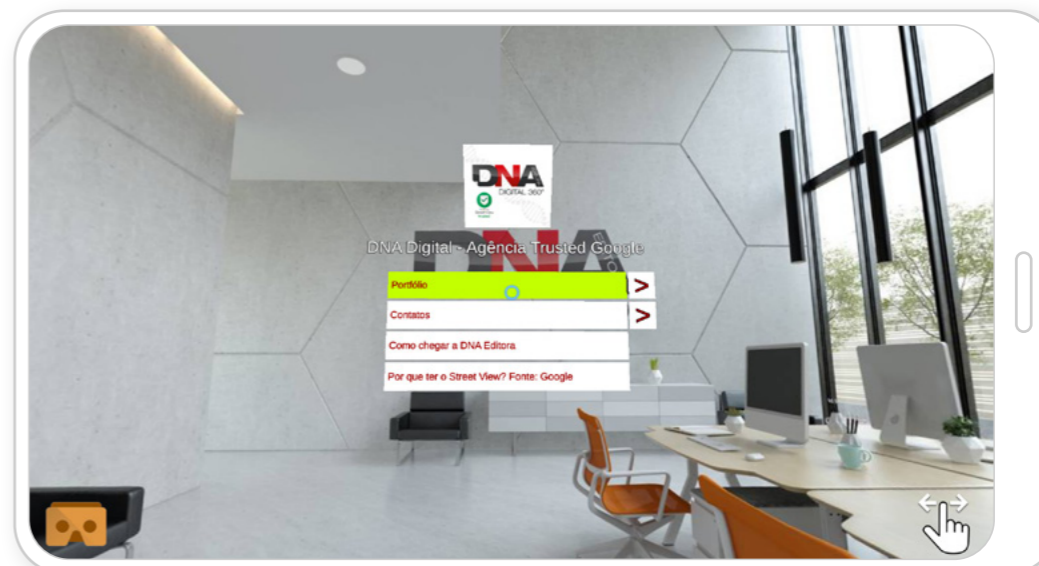 DNA
DIGITAL 360°
DNA Digital - Agência Trusted Google
DNA
Portfólio
>
Contatos
>
Como chegar a DNA Editora
Por que ter o Street View? Fonte: Google